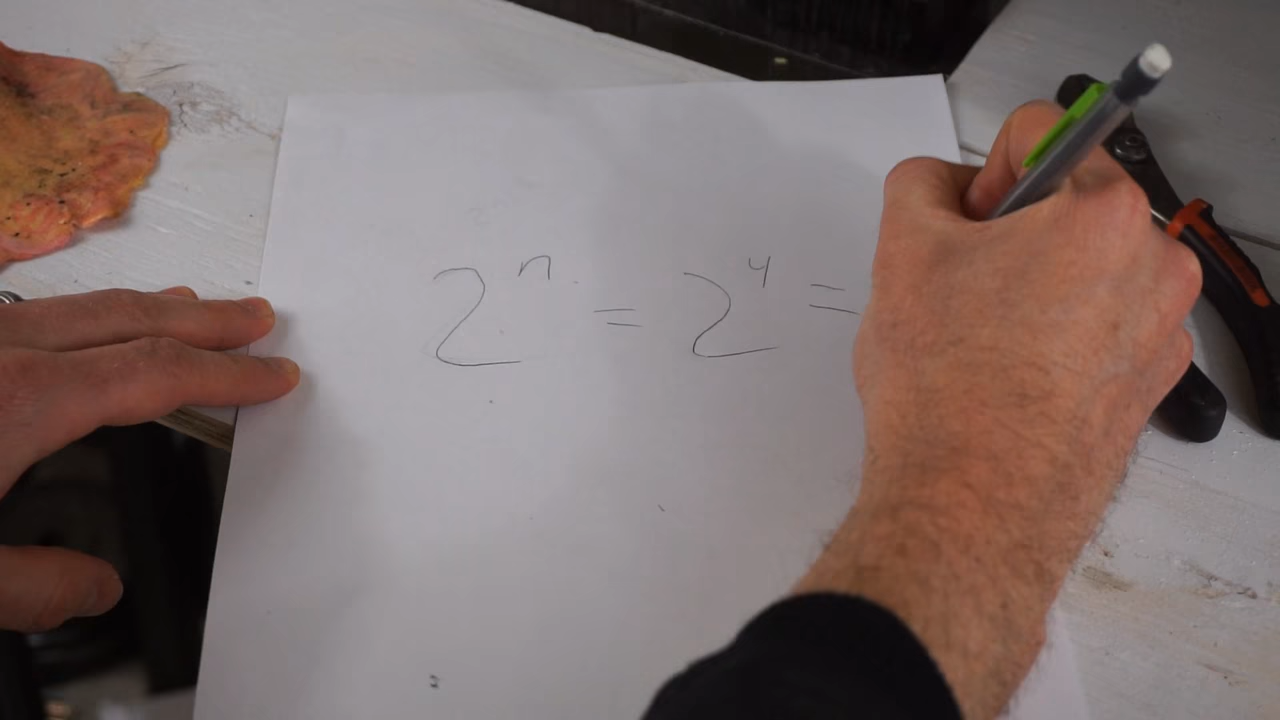 2ⁿ = 2⁴ =